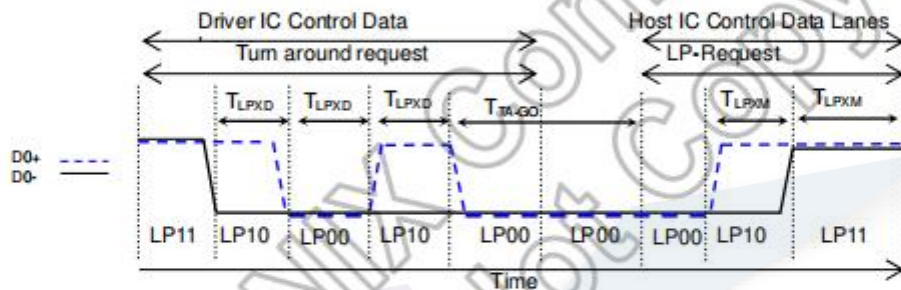 Driver IC Control Data
Host IC Control Data Lanes
Turn around request
LP-Request
TLPXD
TLPXD
TLPXD
TTA-GO
TLPXM
TLPXM
D0+
D0-
LP11
LP10
LP00
LP10
LP00
LP00
LP00
LP10
LP11
Time